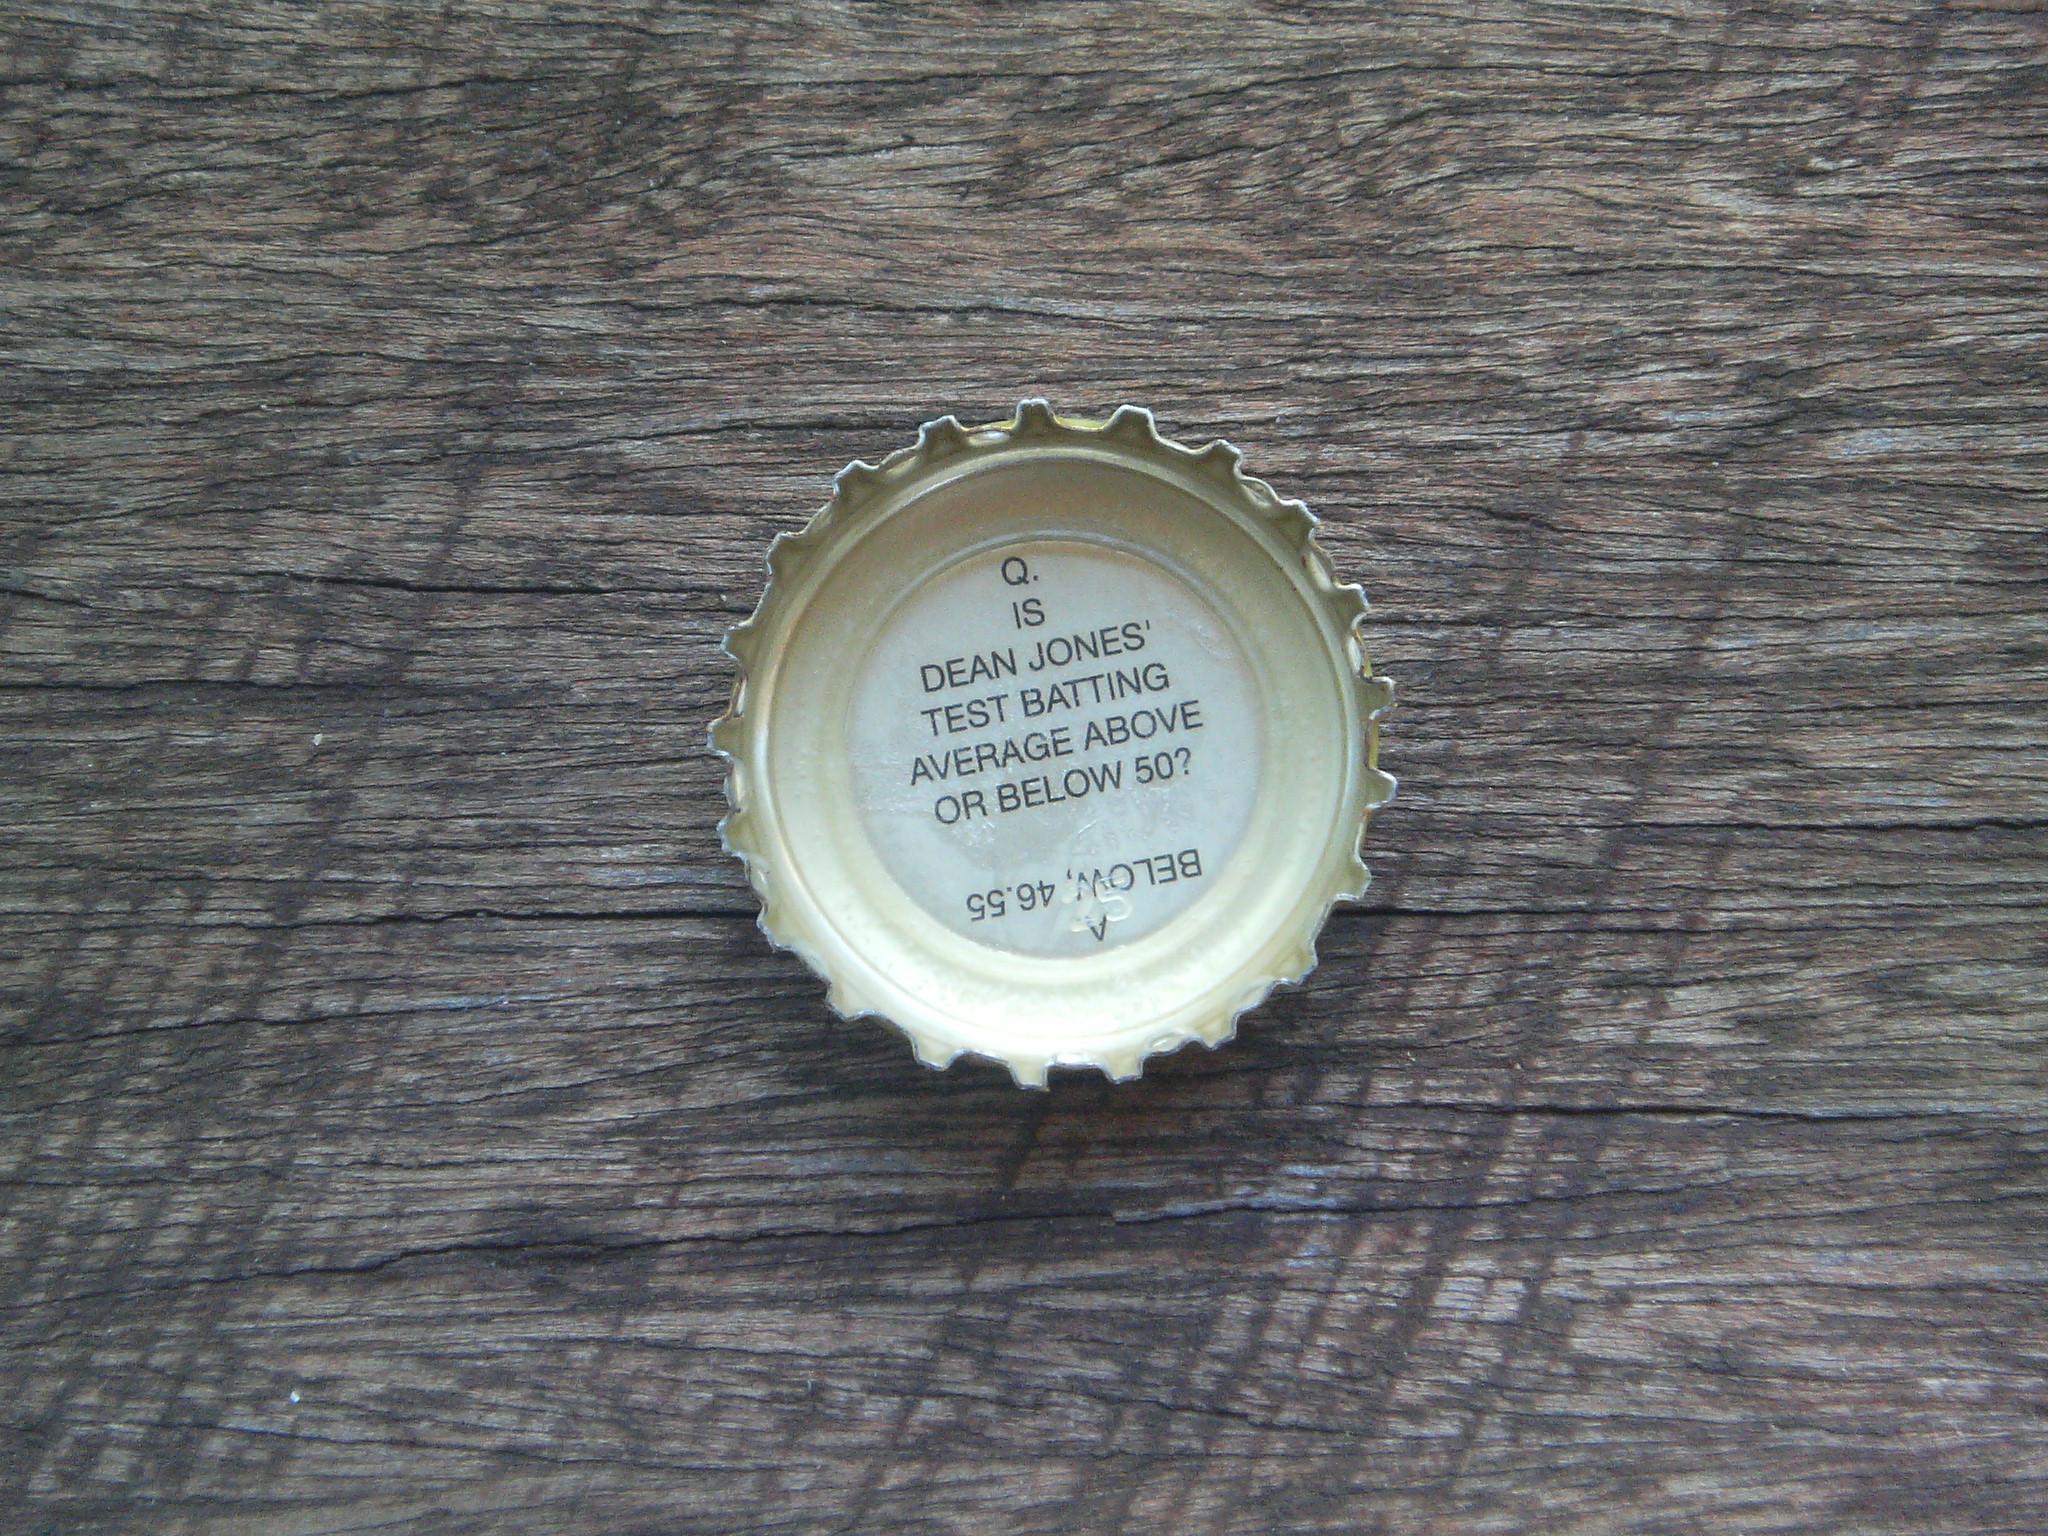 Q.
IS
DEAN JONES'
TEST BATTING
AVERAGE ABOVE
OR BELOW 50?
A
BELOW, 46.55